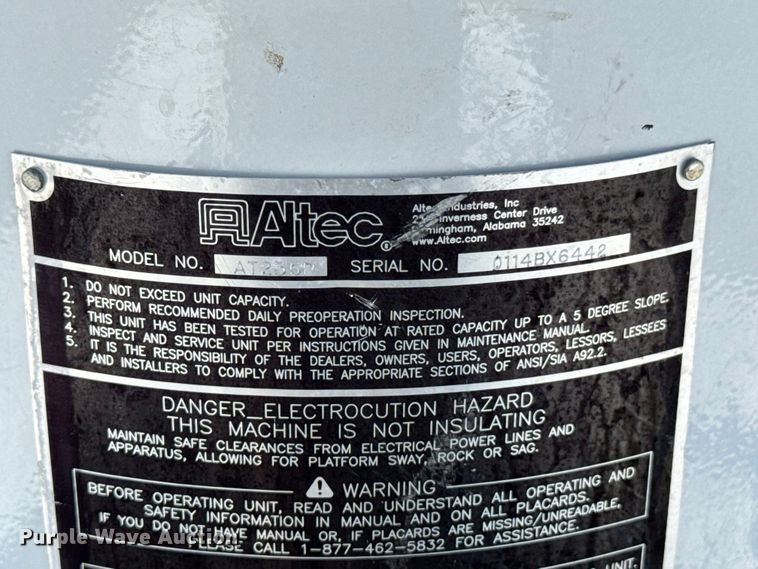 Altec
Industries, Inc
Inverness Center Drive
Birmingham, Alabama 35242
www.Altec.com
MODEL NO. SERIAL NO. 0114BX6442
1. DO NOT EXCEED UNIT CAPACITY.
2. PERFORM RECOMMENDED DAILY PREOPERATION INSPECTION.
3. THIS UNIT HAS BEEN TESTED FOR OPERATION AT RATED CAPACITY UP TO A 5 DEGREE SLOPE.
4. INSPECT AND SERVICE UNIT PER INSTRUCTIONS GIVEN IN MAINTENANCE MANUAL.
5. IT IS THE RESPONSIBILITY OF THE DEALERS, OWNERS, USERS, OPERATORS, LESSORS, LESSEES
AND INSTALLERS TO COMPLY WITH THE APPROPRIATE SECTIONS OF ANSI/SIA A92.2.
DANGER_ELECTROCUTION HAZARD
THIS MACHINE IS NOT INSULATING
MAINTAIN SAFE CLEARANCES FROM ELECTRICAL POWER LINES AND
APPARATUS, ALLOWING FOR PLATFORM SWAY, ROCK OR SAG.
WARNING
BEFORE OPERATING UNIT, READ AND UNDERSTAND ALL OPERATING AND
SAFETY INFORMATION IN MANUAL AND ON ALL PLACARDS.
IF YOU DO NOT HAVE MANUAL OR, IF PLACARDS ARE MISSING/UNREADABLE,
PLEASE CALL 1-877-462-5832 FOR ASSISTANCE.
UNIT.
Purple Wave Auction